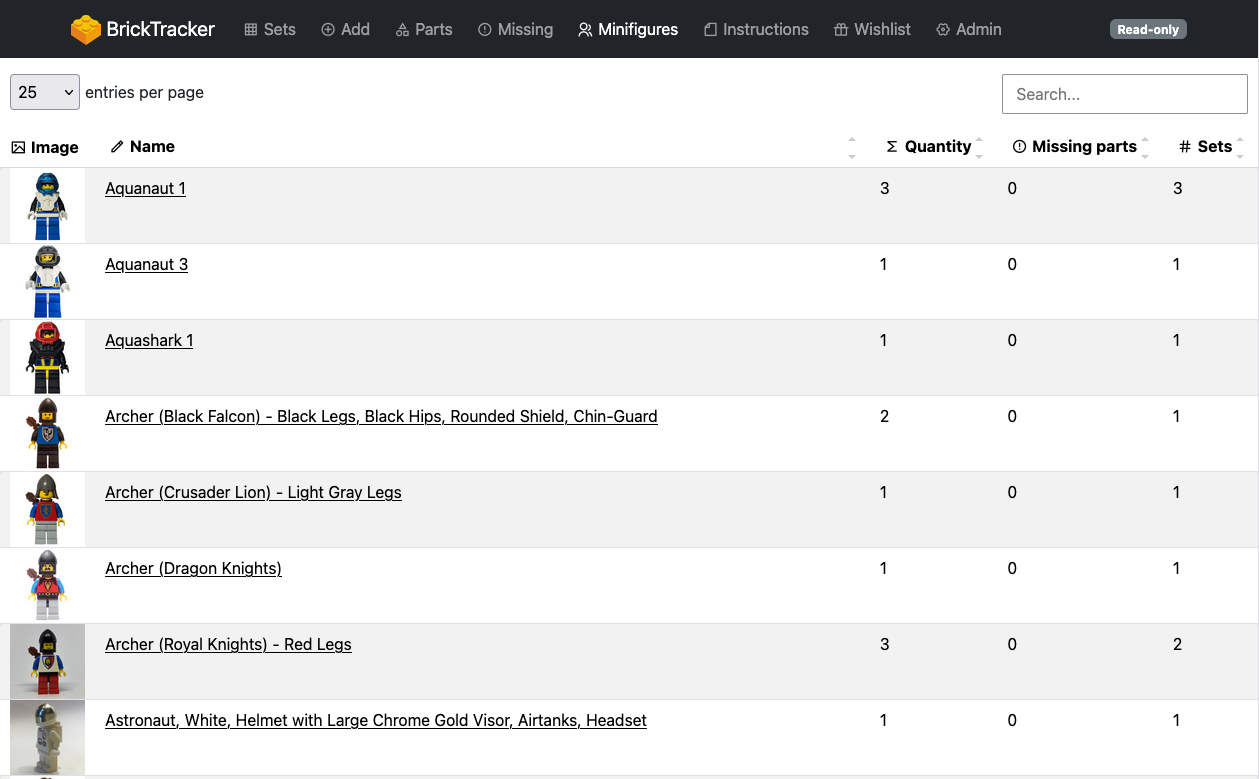 BrickTracker Sets Add Parts Missing Minifigures Instructions Wishlist Admin Read-only
25 entries per page Search...
Image Name Σ Quantity Missing parts # Sets
Aquanaut 1 3 0 3
Aquanaut 3 1 0 1
Aquashark 1 1 0 1
Archer (Black Falcon) - Black Legs, Black Hips, Rounded Shield, Chin-Guard 2 0 1
Archer (Crusader Lion) - Light Gray Legs 1 0 1
Archer (Dragon Knights) 1 0 1
Archer (Royal Knights) - Red Legs 3 0 2
Astronaut, White, Helmet with Large Chrome Gold Visor, Airtanks, Headset 1 0 1